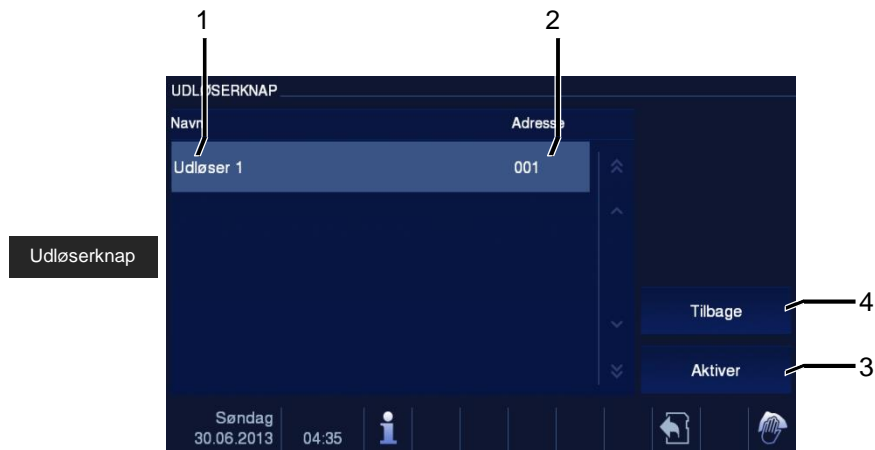 1 2
UDLØSERKNAP
Navn Adresse
Udløser 1 001
Udløserknap
Tilbage 4
Aktiver 3
Søndag
30.06.2013 04:35